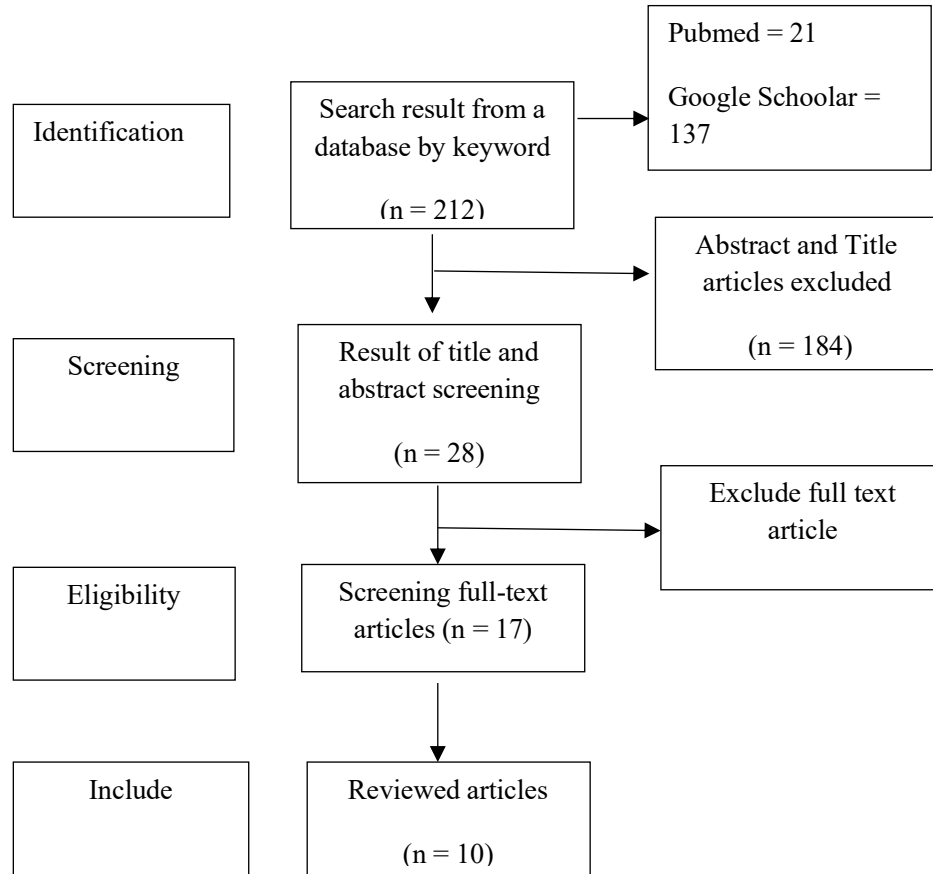 Identification
Search result from a
database by keyword
(n = 212)
Pubmed = 21
Google Schoolar =
137
Abstract and Title
articles excluded
(n = 184)
Screening
Result of title and
abstract screening
(n = 28)
Exclude full text
article
Eligibility
Screening full-text
articles (n = 17)
Include
Reviewed articles
(n = 10)